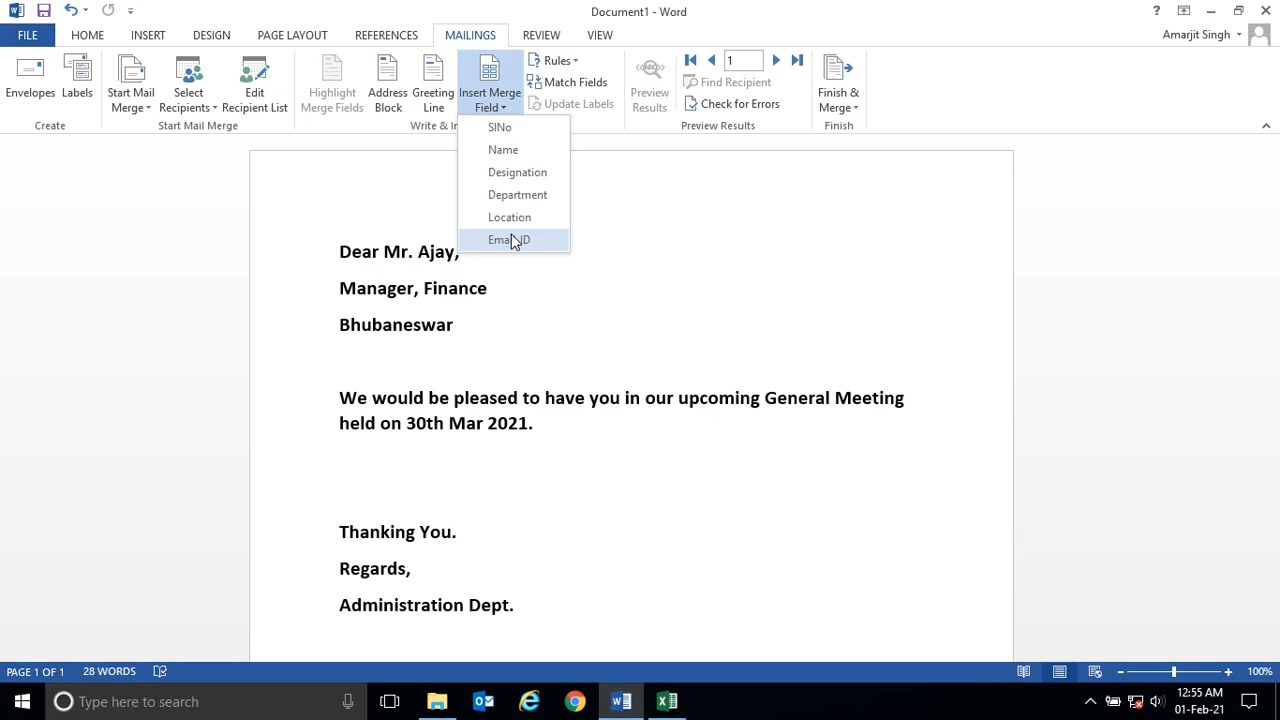 Document1 - Word
?
FILE HOME INSERT DESIGN PAGE LAYOUT REFERENCES MAILINGS REVIEW VIEW Amarjit Singh
Envelopes Labels Start Mail Merge Select Recipients Edit Recipient List Highlight Merge Fields Address Block Greeting Line Insert Merge Field Rules Match Fields Update Labels Preview Results ABC 1 Find Recipient Check for Errors Finish & Merge
Create Start Mail Merge Write & In Preview Results Finish
SlNo
Name
Designation
Department
Location
Dear Mr. Ajay,
Manager, Finance
Bhubaneswar
We would be pleased to have you in our upcoming General Meeting
held on 30th Mar 2021.
Thanking You.
Regards,
Administration Dept.
PAGE 1 OF 1 28 WORDS 100%
Type here to search
12:55 AM
01-Feb-21